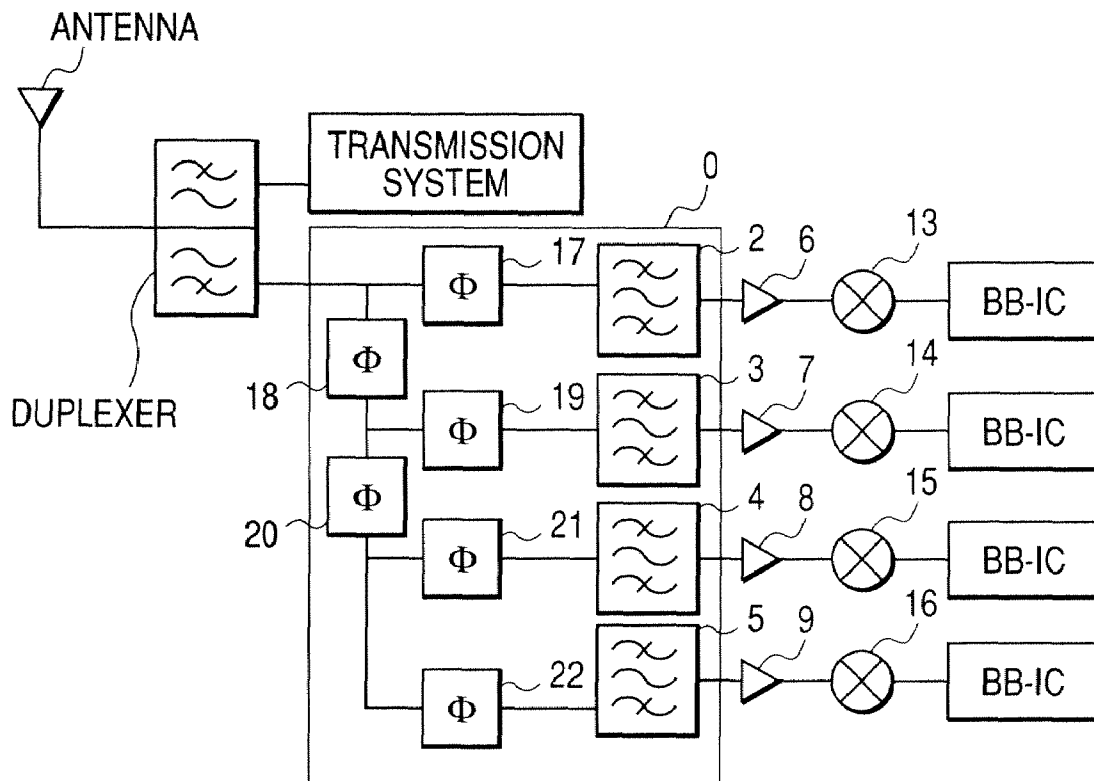 ANTENNA
TRANSMISSION
SYSTEM
0
17
2
6
13
Φ
BB-IC
Φ
18
3
7
14
19
Φ
BB-IC
DUPLEXER
Φ
20
4
8
15
21
Φ
BB-IC
5
9
16
22
Φ
BB-IC